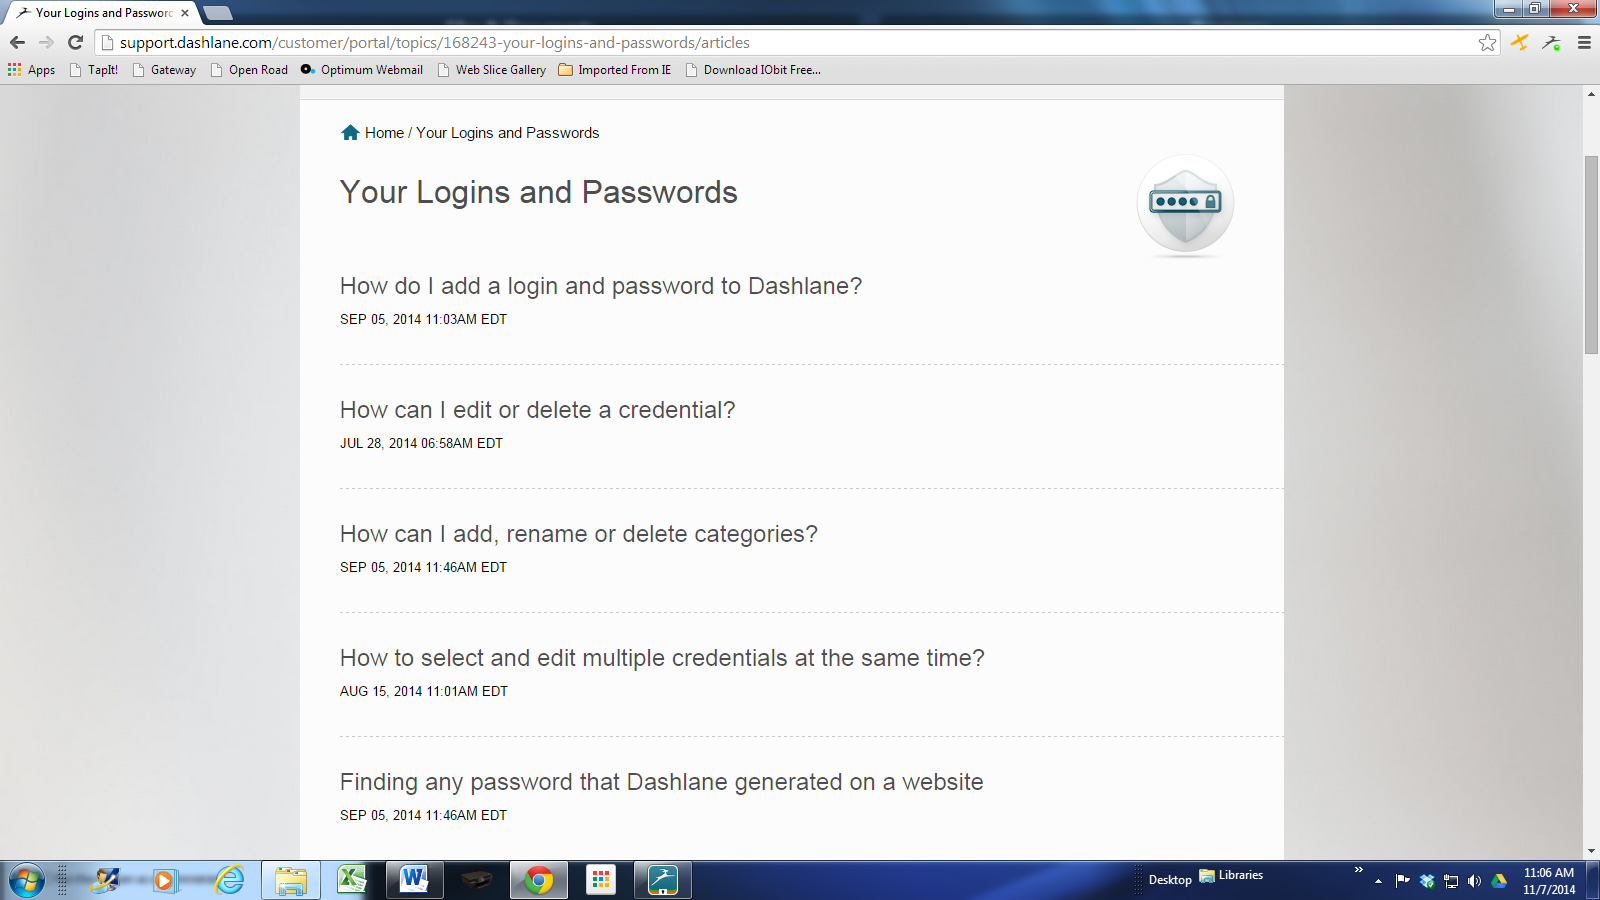 Your Logins and Password
support.dashlane.com/customer/portal/topics/168243-your-logins-and-passwords/articles
Apps TapIt! Gateway Open Road Optimum Webmail Web Slice Gallery Imported From IE Download IObit Free...
Home / Your Logins and Passwords
Your Logins and Passwords
How do I add a login and password to Dashlane?
SEP 05, 2014 11:03AM EDT
How can I edit or delete a credential?
JUL 28, 2014 06:58AM EDT
How can I add, rename or delete categories?
SEP 05, 2014 11:46AM EDT
How to select and edit multiple credentials at the same time?
AUG 15, 2014 11:01AM EDT
Finding any password that Dashlane generated on a website
SEP 05, 2014 11:46AM EDT
Desktop Libraries » 11:06 AM
11/7/2014